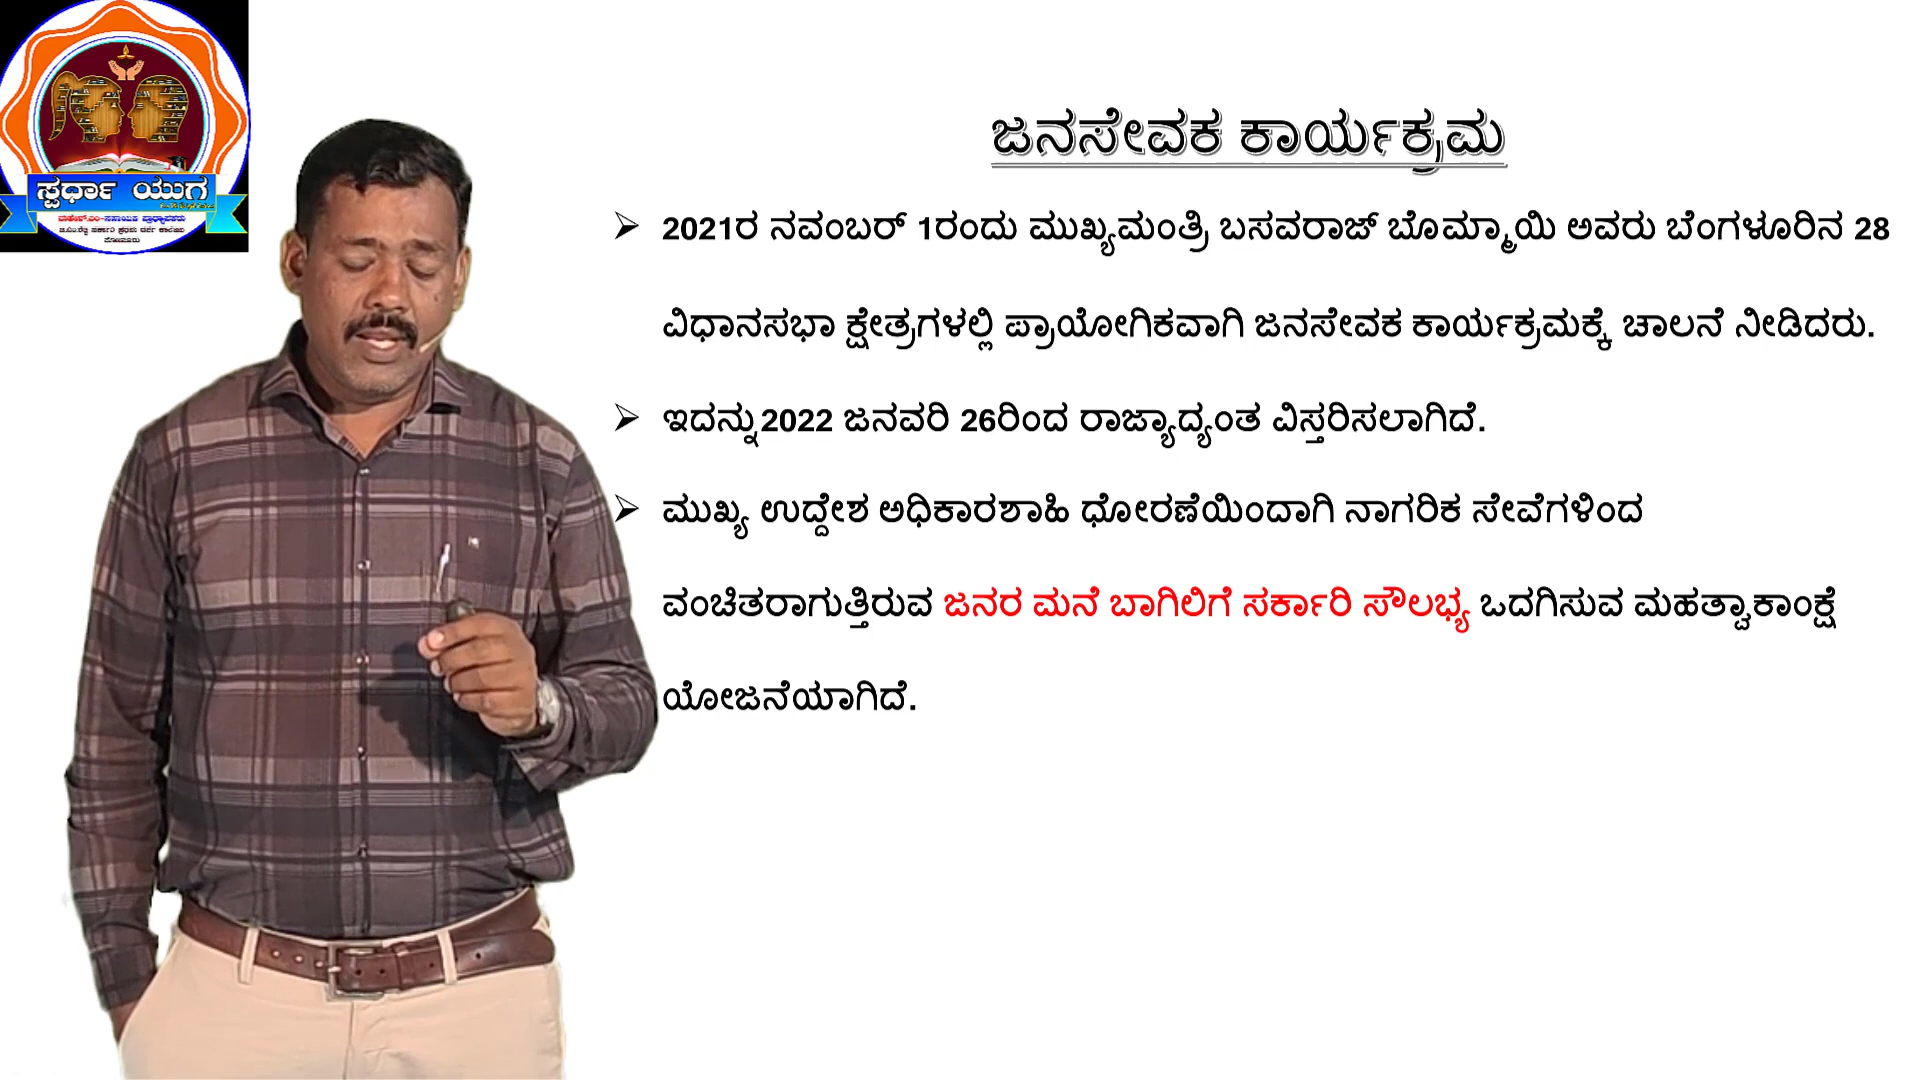 ಸ್ಪರ್ಧಾ ಯುಗ
ಜನಸೇವಕ ಕಾರ್ಯಕ್ರಮ
➢ 2021ರ ನವಂಬರ್ 1ರಂದು ಮುಖ್ಯಮಂತ್ರಿ ಬಸವರಾಜ್ ಬೊಮ್ಮಾಯಿ ಅವರು ಬೆಂಗಳೂರಿನ 28
ವಿಧಾನಸಭಾ ಕ್ಷೇತ್ರಗಳಲ್ಲಿ ಪ್ರಾಯೋಗಿಕವಾಗಿ ಜನಸೇವಕ ಕಾರ್ಯಕ್ರಮಕ್ಕೆ ಚಾಲನೆ ನೀಡಿದರು.
➢ ಇದನ್ನು2022 ಜನವರಿ 26ರಿಂದ ರಾಜ್ಯಾದ್ಯಂತ ವಿಸ್ತರಿಸಲಾಗಿದೆ.
➢ ಮುಖ್ಯ ಉದ್ದೇಶ ಅಧಿಕಾರಶಾಹಿ ಧೋರಣೆಯಿಂದಾಗಿ ನಾಗರಿಕ ಸೇವೆಗಳಿಂದ
ವಂಚಿತರಾಗುತ್ತಿರುವ ಜನರ ಮನೆ ಬಾಗಿಲಿಗೆ ಸರ್ಕಾರಿ ಸೌಲಭ್ಯ ಒದಗಿಸುವ ಮಹತ್ವಾಕಾಂಕ್ಷೆ
ಯೋಜನೆಯಾಗಿದೆ.